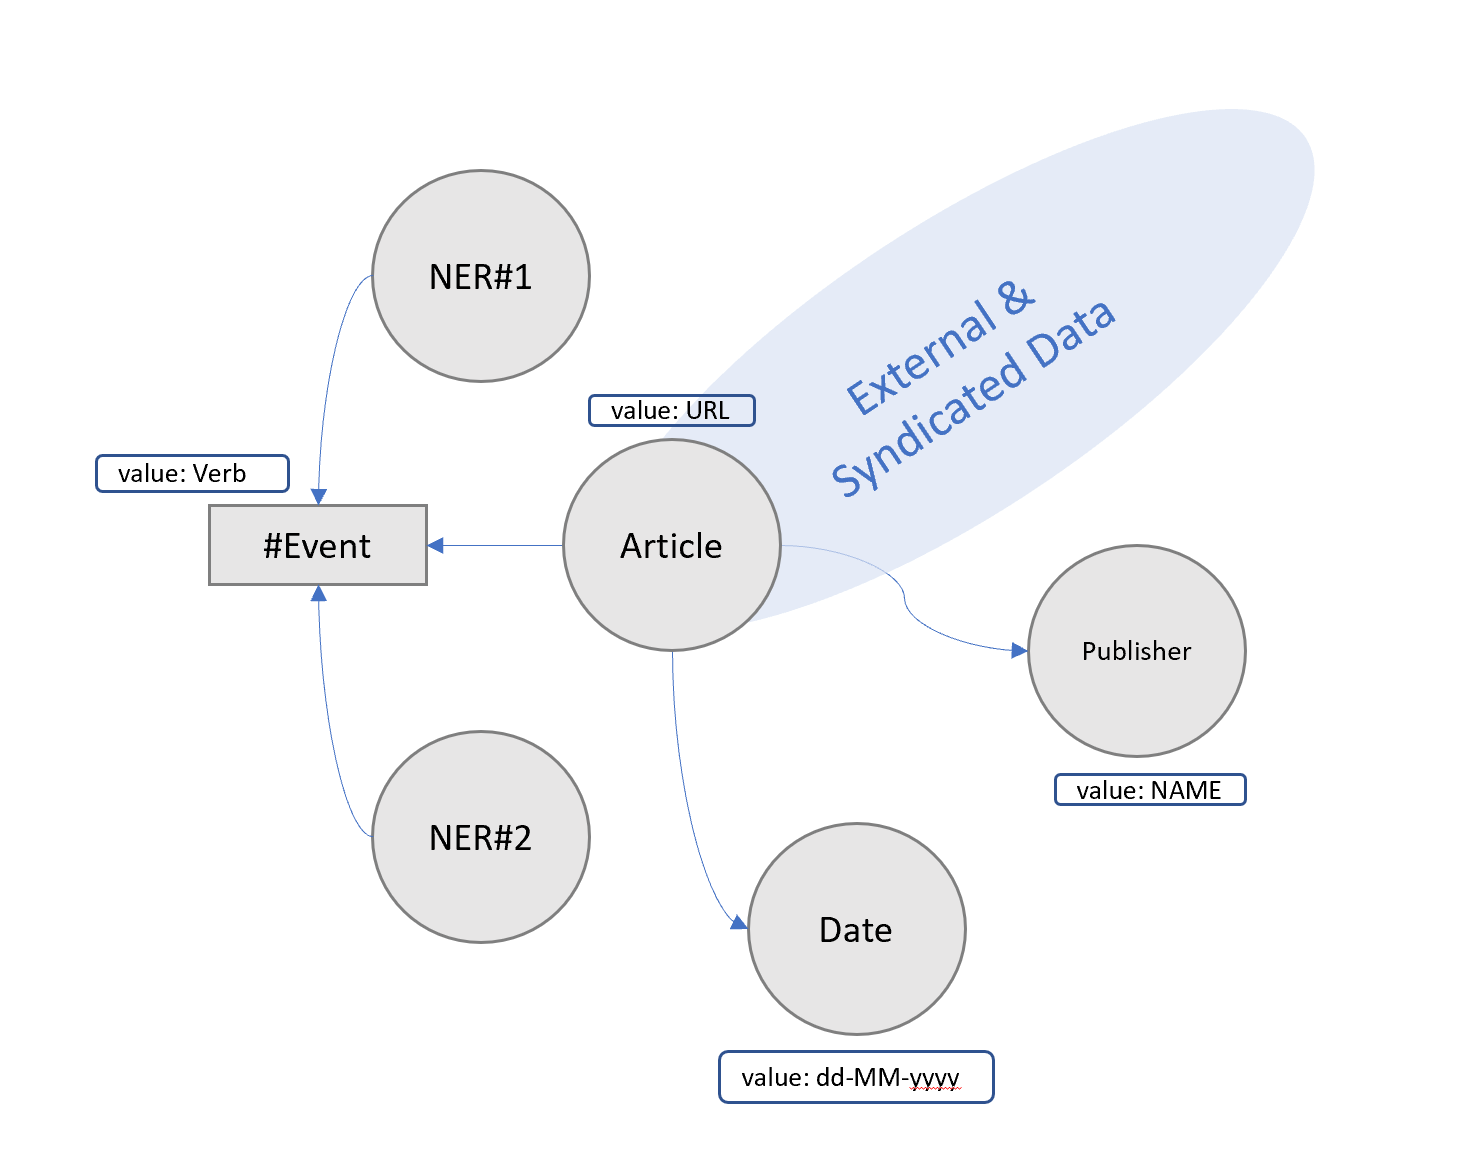 NER#1
External &
Syndicated Data
value: URL
value: Verb
#Event
Article
Publisher
value: NAME
NER#2
Date
value: dd-MM-yyyy